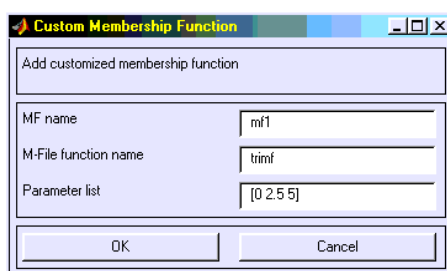 Custom Membership Function
Add customized membership function
MF name
mf1
M-File function name
trimf
Parameter list
[0 2.5 5]
OK
Cancel